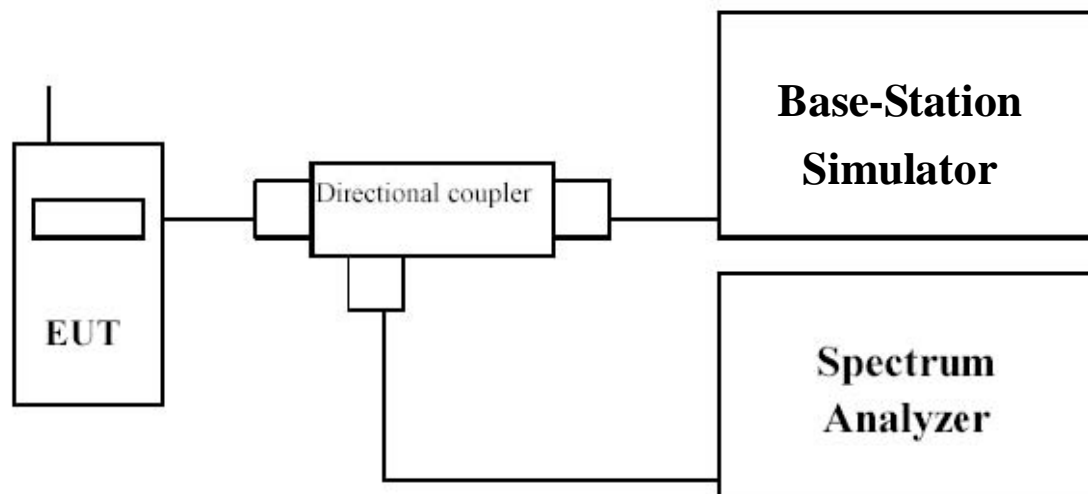 Base-Station
Simulator
Directional coupler
EUT
Spectrum
Analyzer